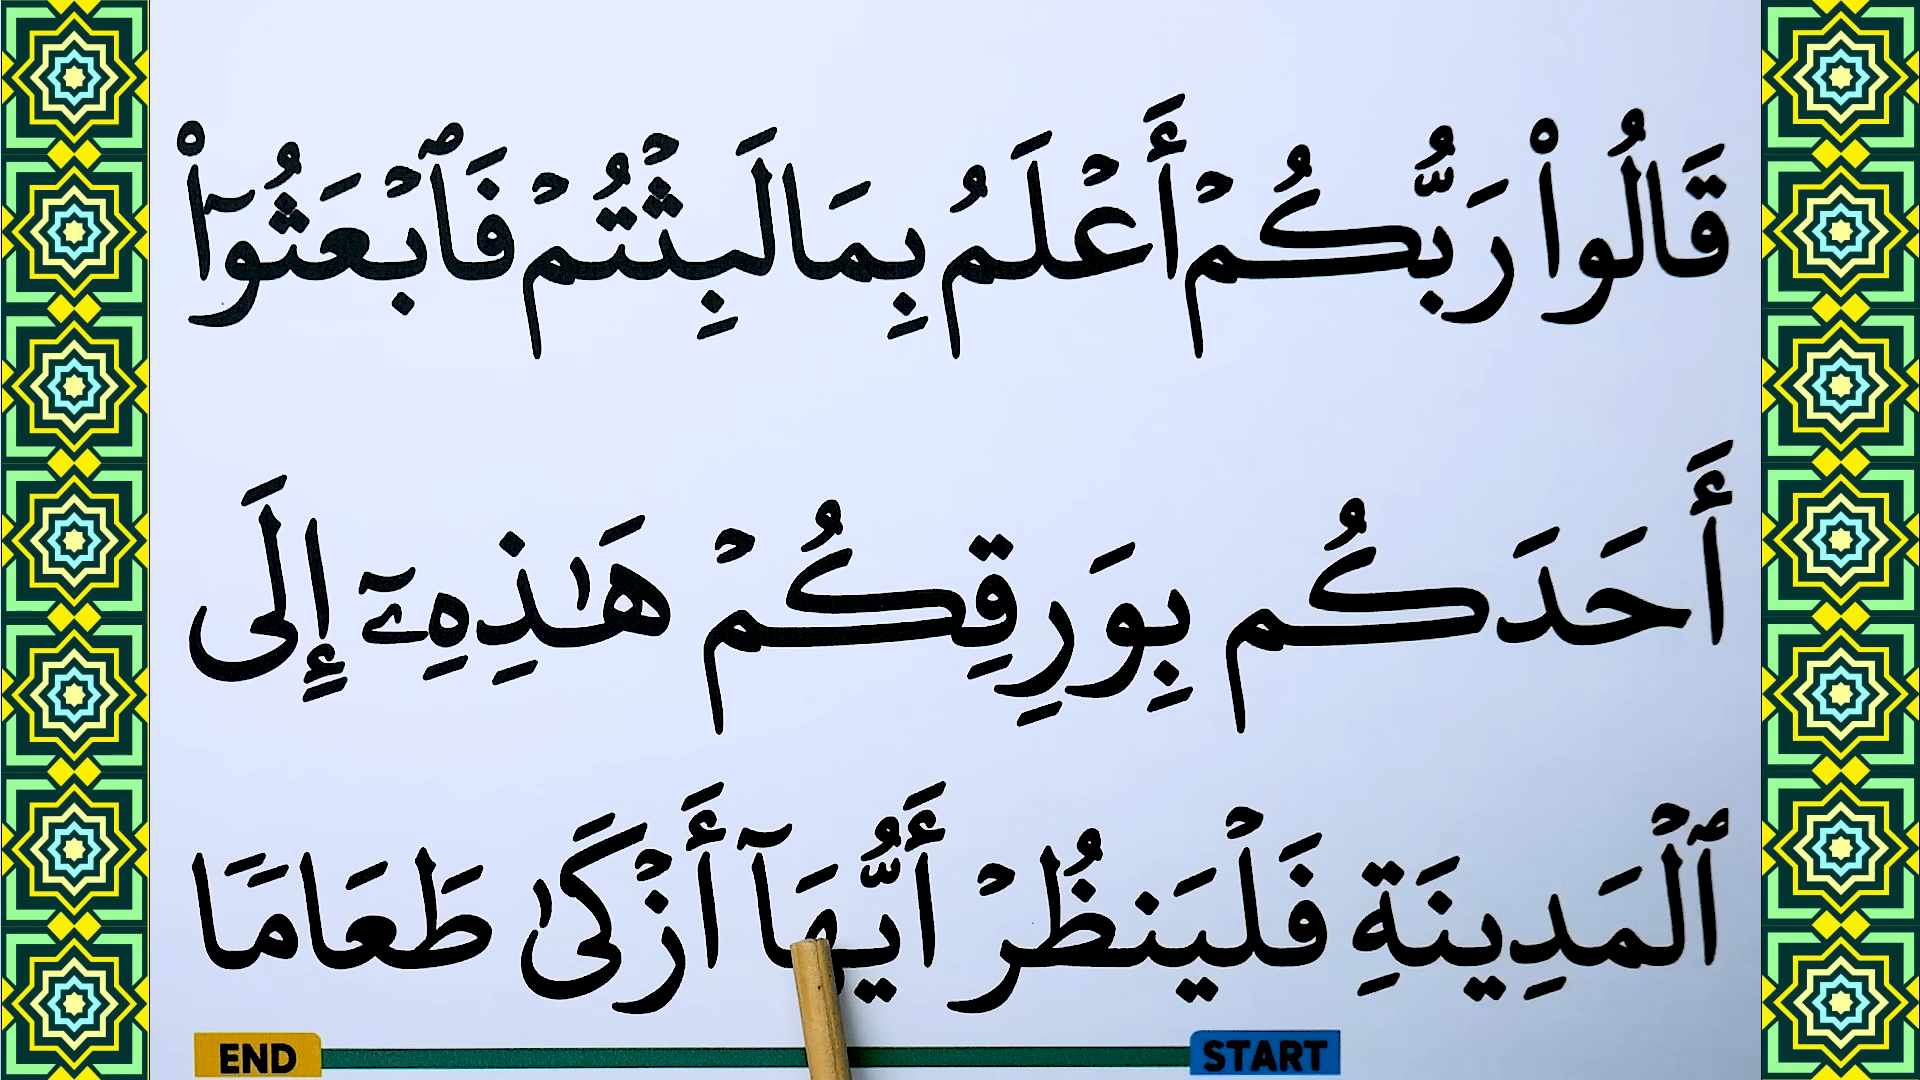 قَالُوا۟ رَبُّكُمْ أَعْلَمُ بِمَا لَبِثْتُمْ فَٱبْعَثُوٓا۟
أَحَدَكُم بِوَرِقِكُمْ هَـٰذِهِۦٓ إِلَى
ٱلْمَدِينَةِ فَلْيَنظُرْ أَيُّهَآ أَزْكَىٰ طَعَامَا
END START